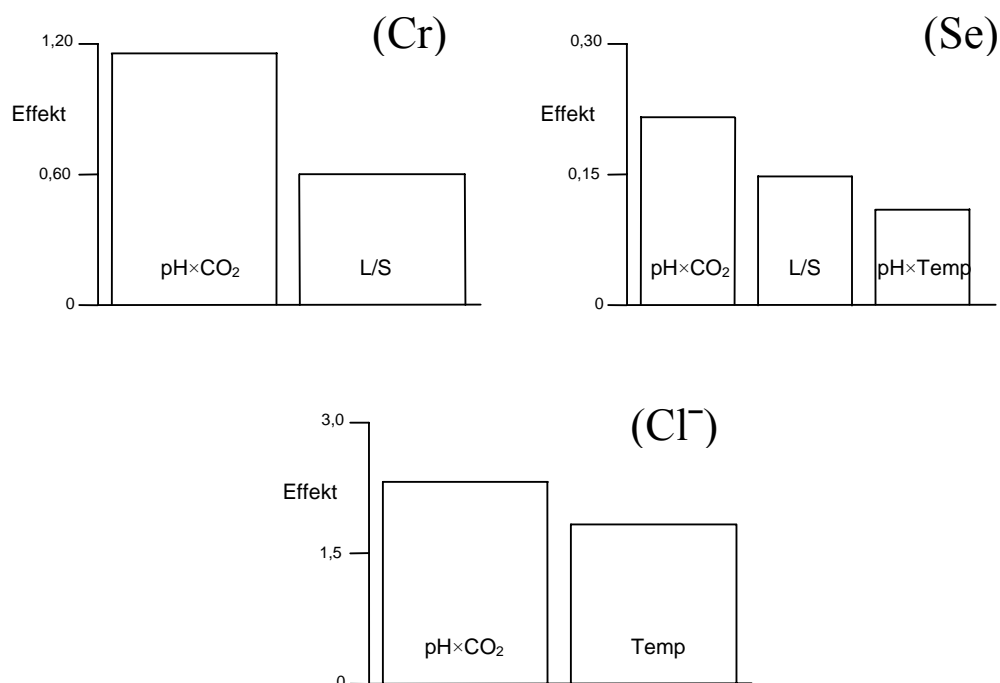 (Cr)
1,20
Effekt
0,60
pH×CO₂
L/S
0
(Se)
0,30
Effekt
0,15
pH×CO₂
L/S
pH×Temp
0
(Cl⁻)
3,0
Effekt
1,5
pH×CO₂
Temp
0